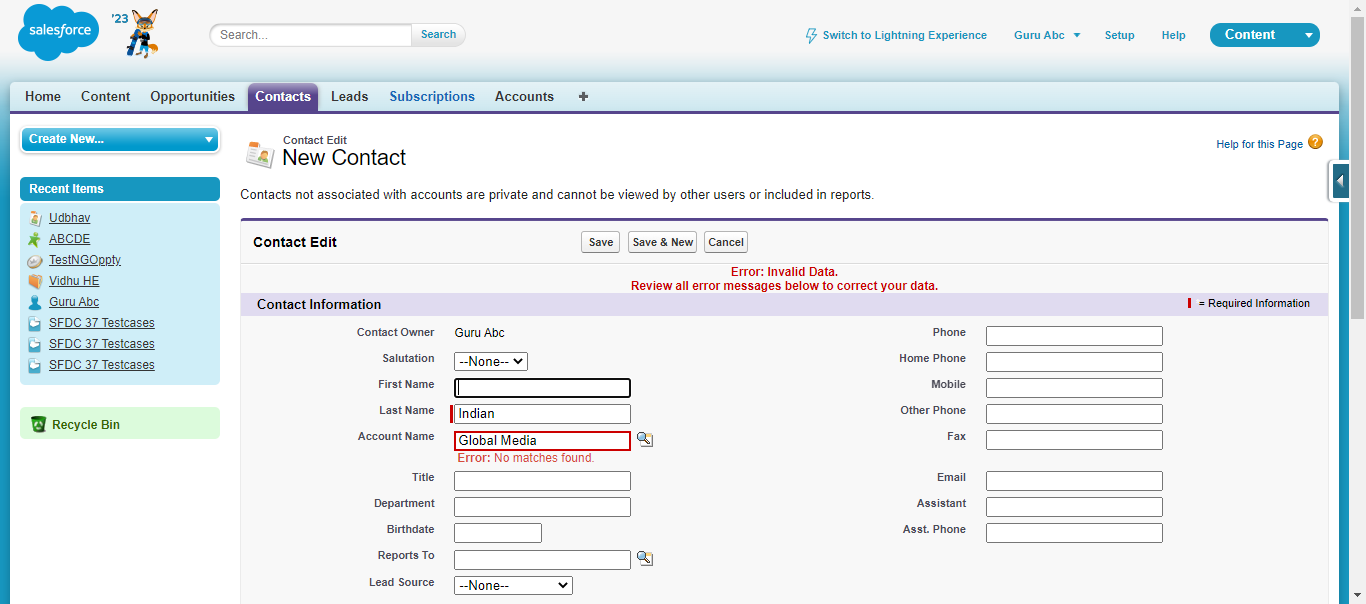 salesforce
'23
Search...
Search
Switch to Lightning Experience
Guru Abc
Setup
Help
Content
Home
Content
Opportunities
Contacts
Leads
Subscriptions
Accounts
+
Create New...
Recent Items
Udbhav
ABCDE
TestNGOppty
Vidhu HE
Guru Abc
SFDC 37 Testcases
SFDC 37 Testcases
SFDC 37 Testcases
Recycle Bin
Contact Edit
New Contact
Help for this Page ?
Contacts not associated with accounts are private and cannot be viewed by other users or included in reports.
Contact Edit
Save
Save & New
Cancel
Error: Invalid Data.
Review all error messages below to correct your data.
Contact Information
= Required Information
Contact Owner Guru Abc
Salutation --None--
First Name
Last Name Indian
Account Name Global Media
Error: No matches found.
Title
Department
Birthdate
Reports To
Lead Source --None--
Phone
Home Phone
Mobile
Other Phone
Fax
Email
Assistant
Asst. Phone